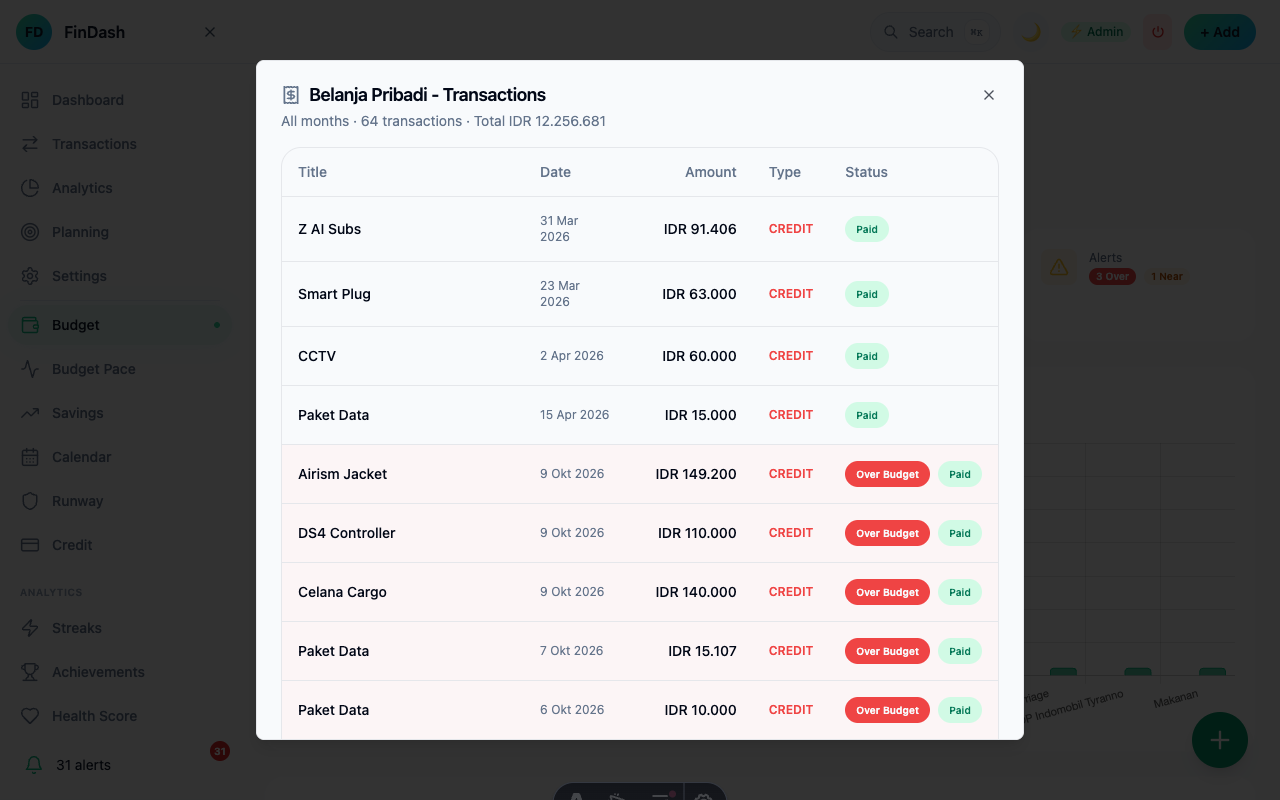 FD FinDash
Search ⌘K
⚡ Admin
+ Add
Dashboard
Transactions
Analytics
Planning
Settings
Budget
Budget Pace
Savings
Calendar
Runway
Credit
ANALYTICS
Streaks
Achievements
Health Score
31
31 alerts
Belanja Pribadi - Transactions
All months · 64 transactions · Total IDR 12.256.681
Title Date Amount Type Status
Z AI Subs 31 Mar 2026 IDR 91.406 CREDIT Paid
Smart Plug 23 Mar 2026 IDR 63.000 CREDIT Paid
CCTV 2 Apr 2026 IDR 60.000 CREDIT Paid
Paket Data 15 Apr 2026 IDR 15.000 CREDIT Paid
Airism Jacket 9 Okt 2026 IDR 149.200 CREDIT Over Budget Paid
DS4 Controller 9 Okt 2026 IDR 110.000 CREDIT Over Budget Paid
Celana Cargo 9 Okt 2026 IDR 140.000 CREDIT Over Budget Paid
Paket Data 7 Okt 2026 IDR 15.107 CREDIT Over Budget Paid
Paket Data 6 Okt 2026 IDR 10.000 CREDIT Over Budget Paid
Alerts
3 Over 1 Near
Indomobil Tyranno
Makanan